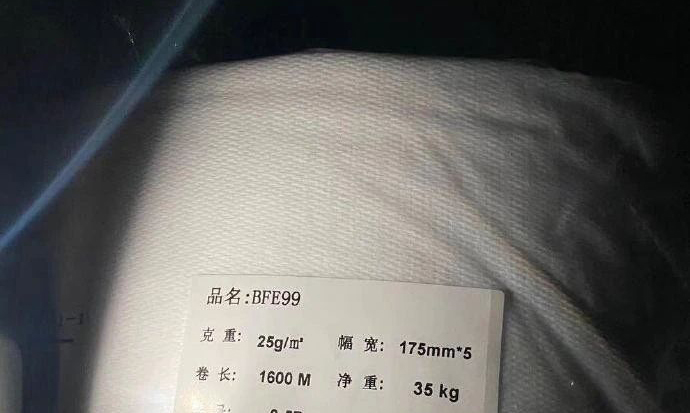 品名:BFE99
克重: 25g/㎡ 幅宽: 175mm*5
卷长: 1600 M 净重: 35 kg